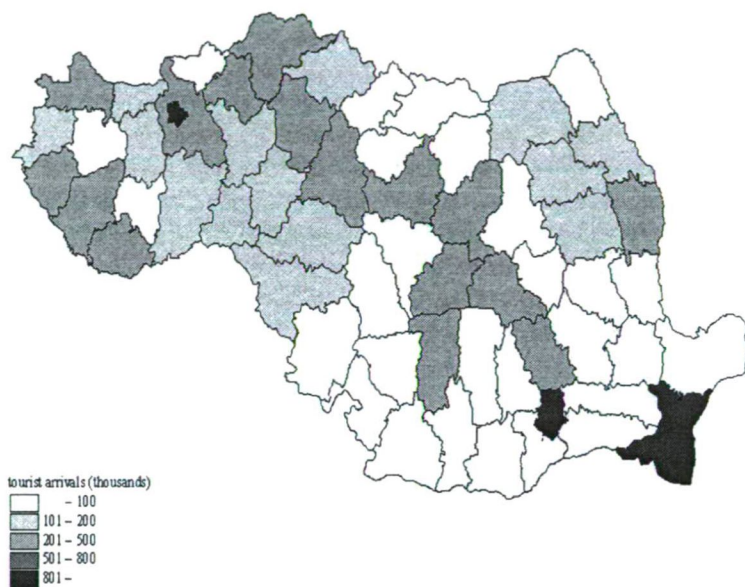 tourist arrivals (thousands)
– 100
101 – 200
201 – 500
501 – 800
801 –